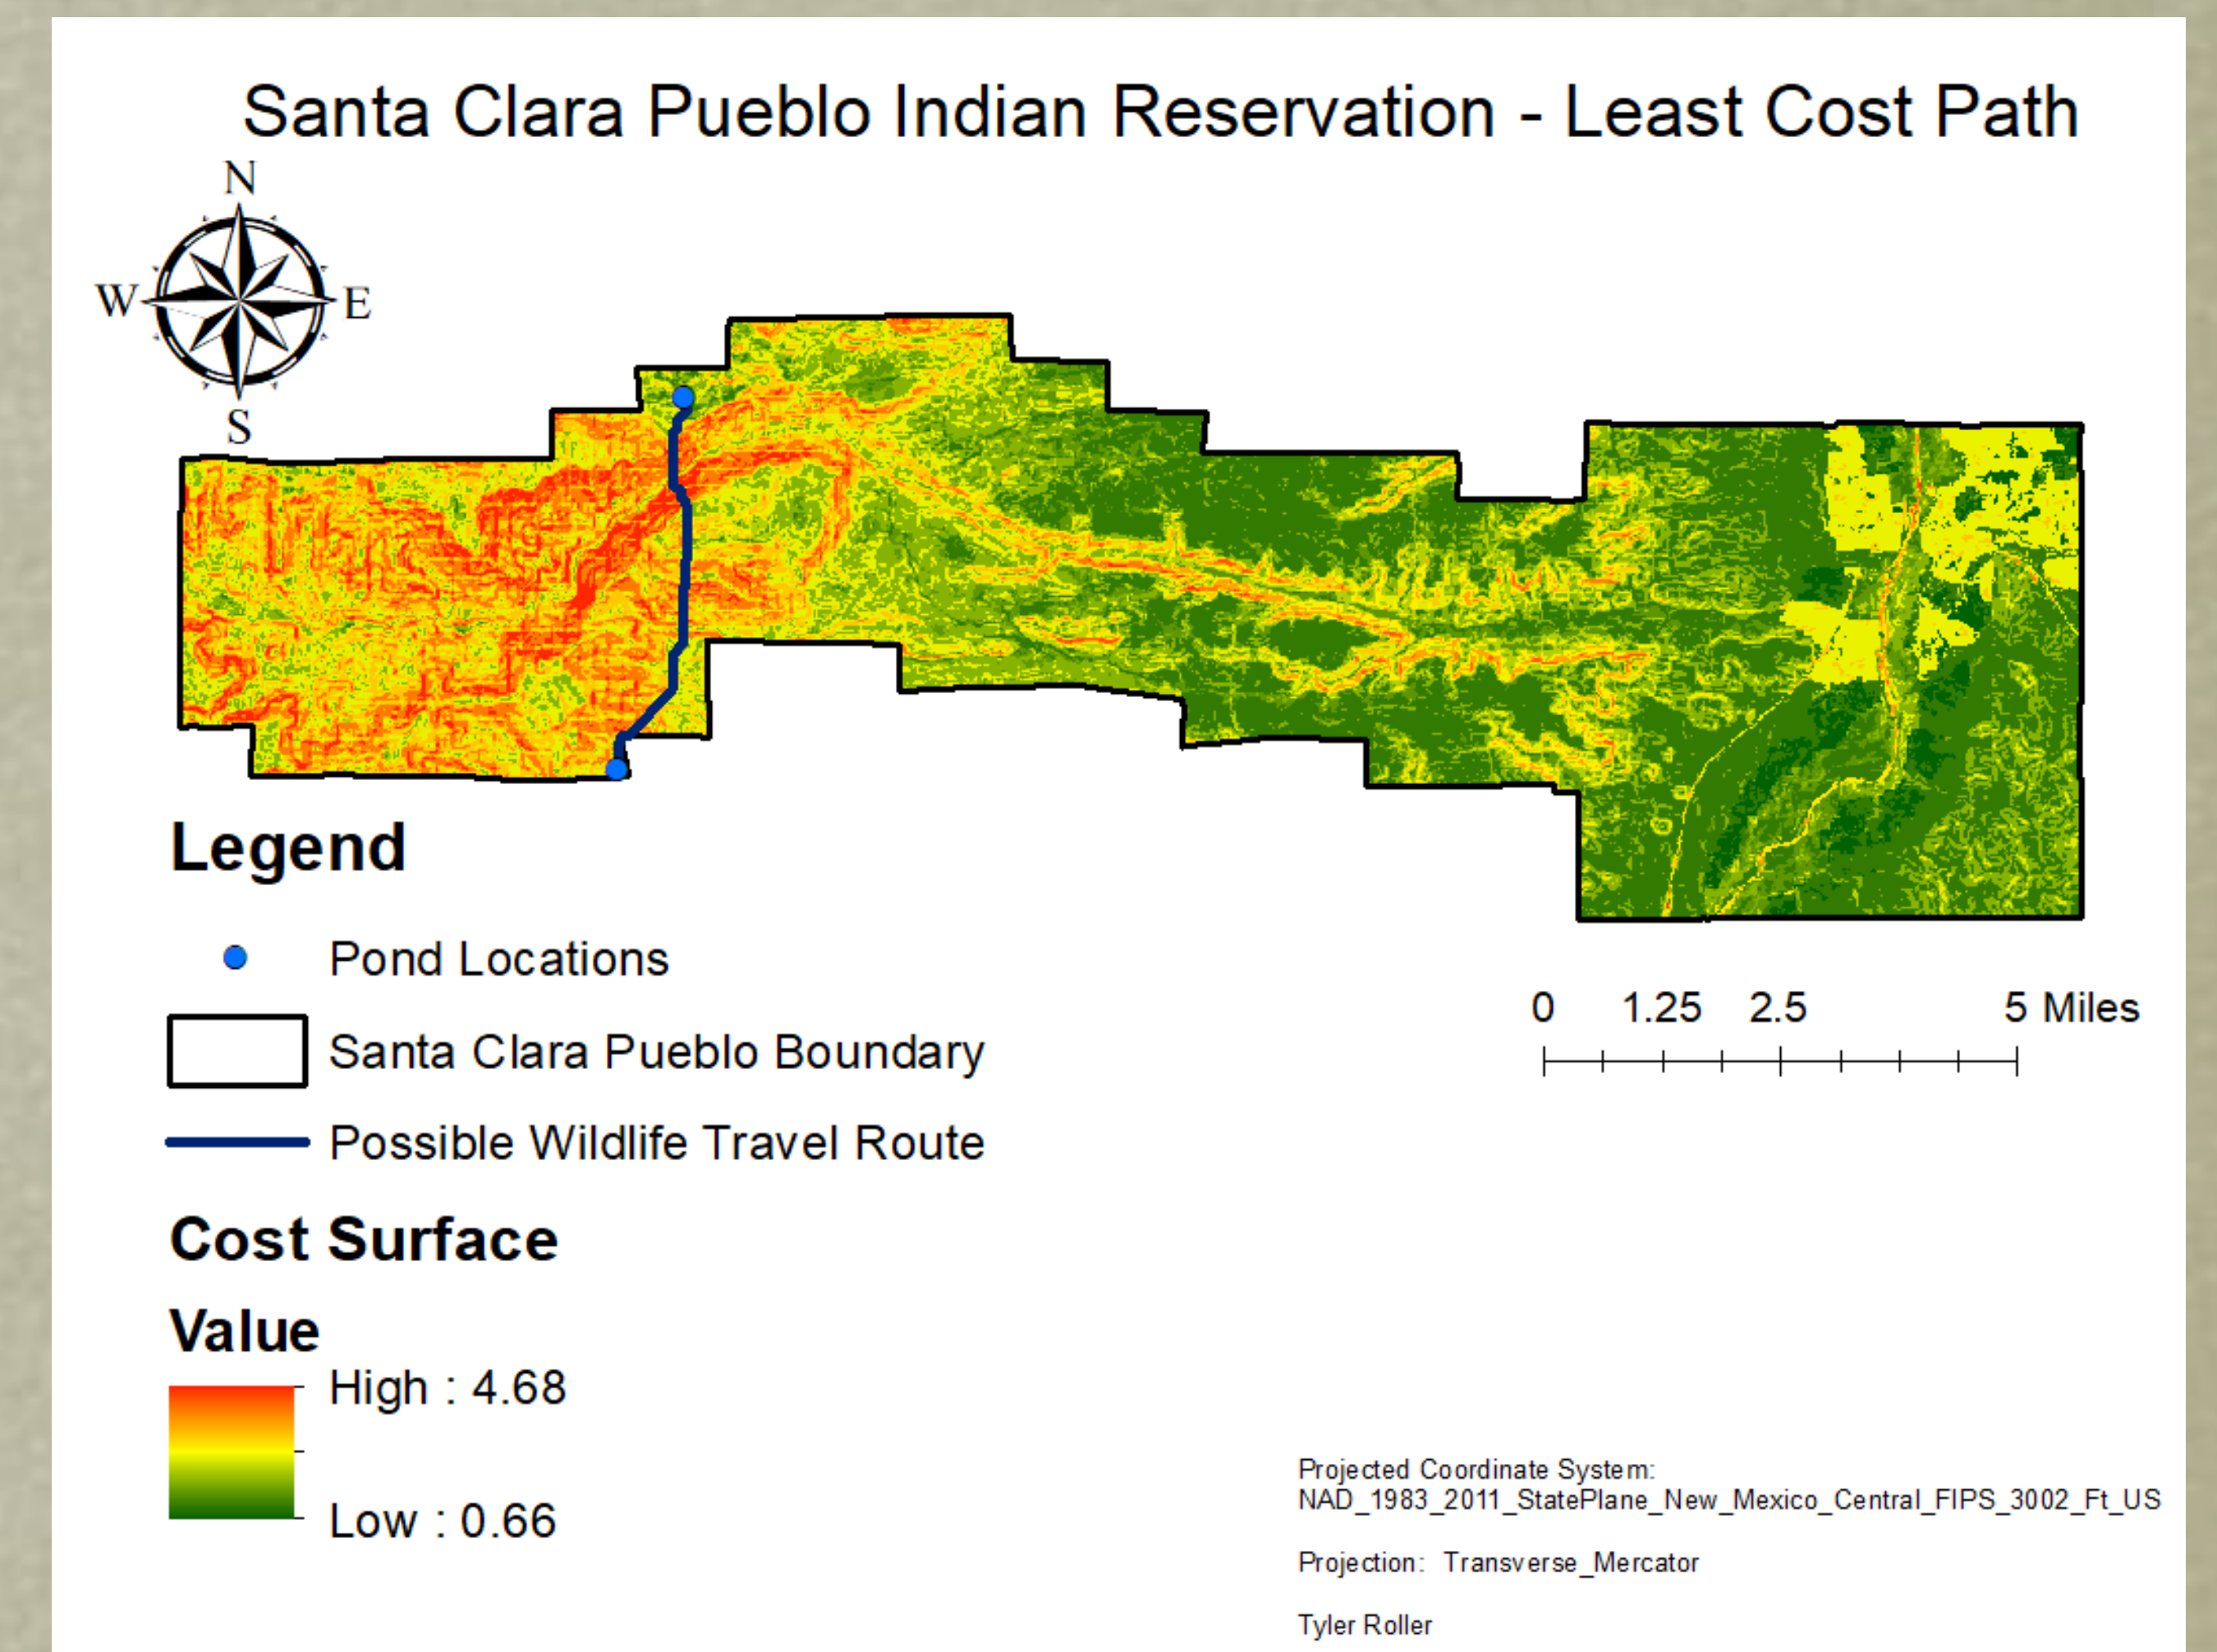 Santa Clara Pueblo Indian Reservation - Least Cost Path
N
W
E
S
Legend
Pond Locations
Santa Clara Pueblo Boundary
Possible Wildlife Travel Route
0 1.25 2.5 5 Miles
Cost Surface
Value
High : 4.68
Low : 0.66
Projected Coordinate System:
NAD_1983_2011_StatePlane_New_Mexico_Central_FIPS_3002_Ft_US
Projection: Transverse_Mercator
Tyler Roller